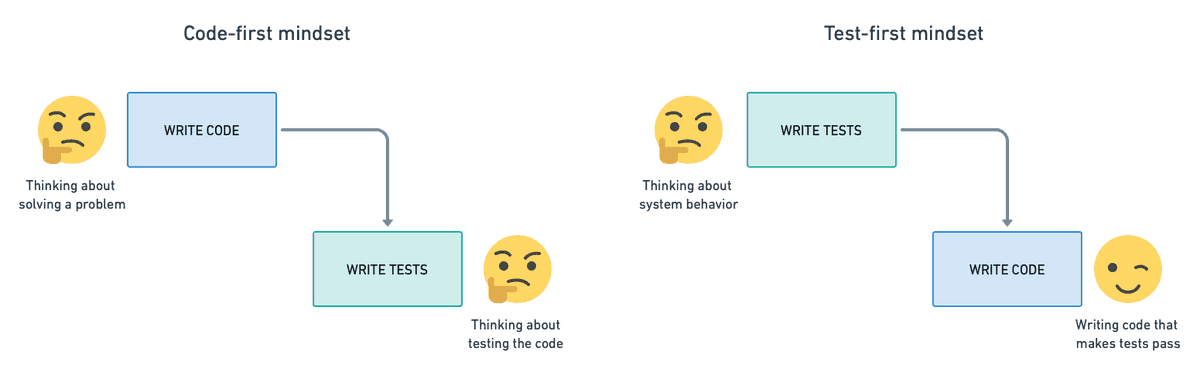 Code-first mindset
WRITE CODE
Thinking about
solving a problem
WRITE TESTS
Thinking about
testing the code
Test-first mindset
WRITE TESTS
Thinking about
system behavior
WRITE CODE
Writing code that
makes tests pass